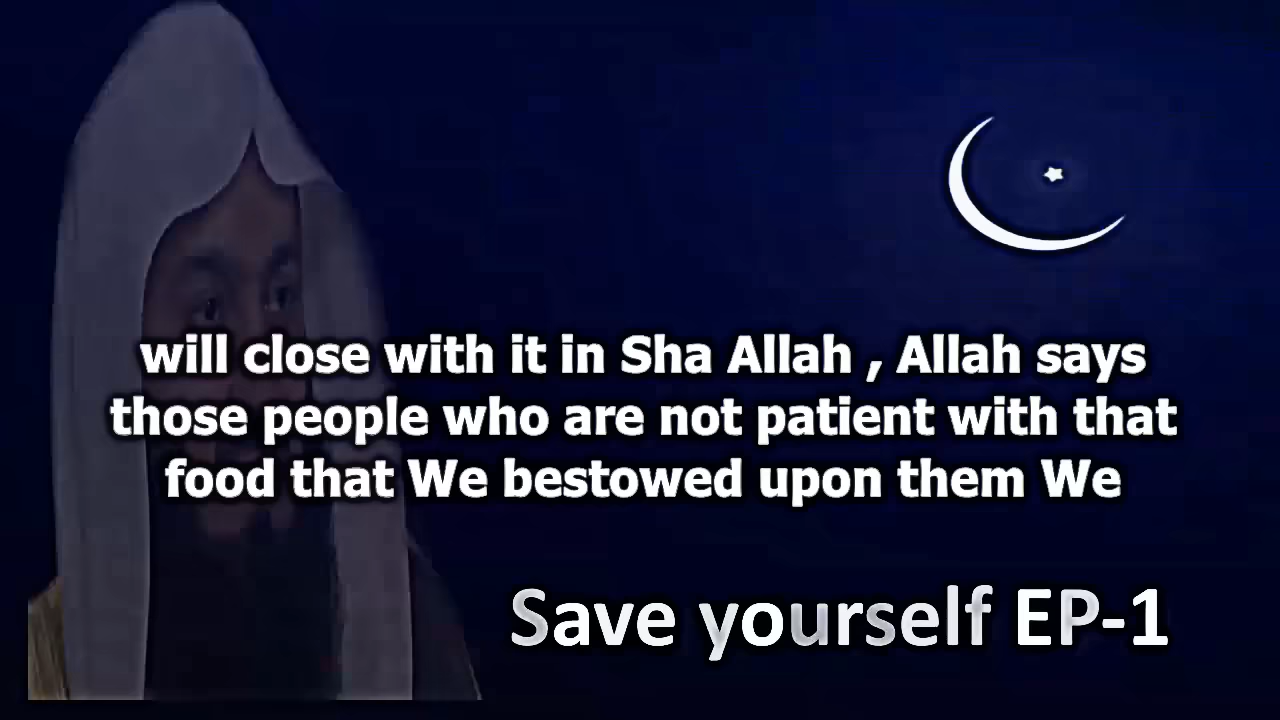 will close with it in Sha Allah , Allah says
those people who are not patient with that
food that We bestowed upon them We
Save yourself EP-1